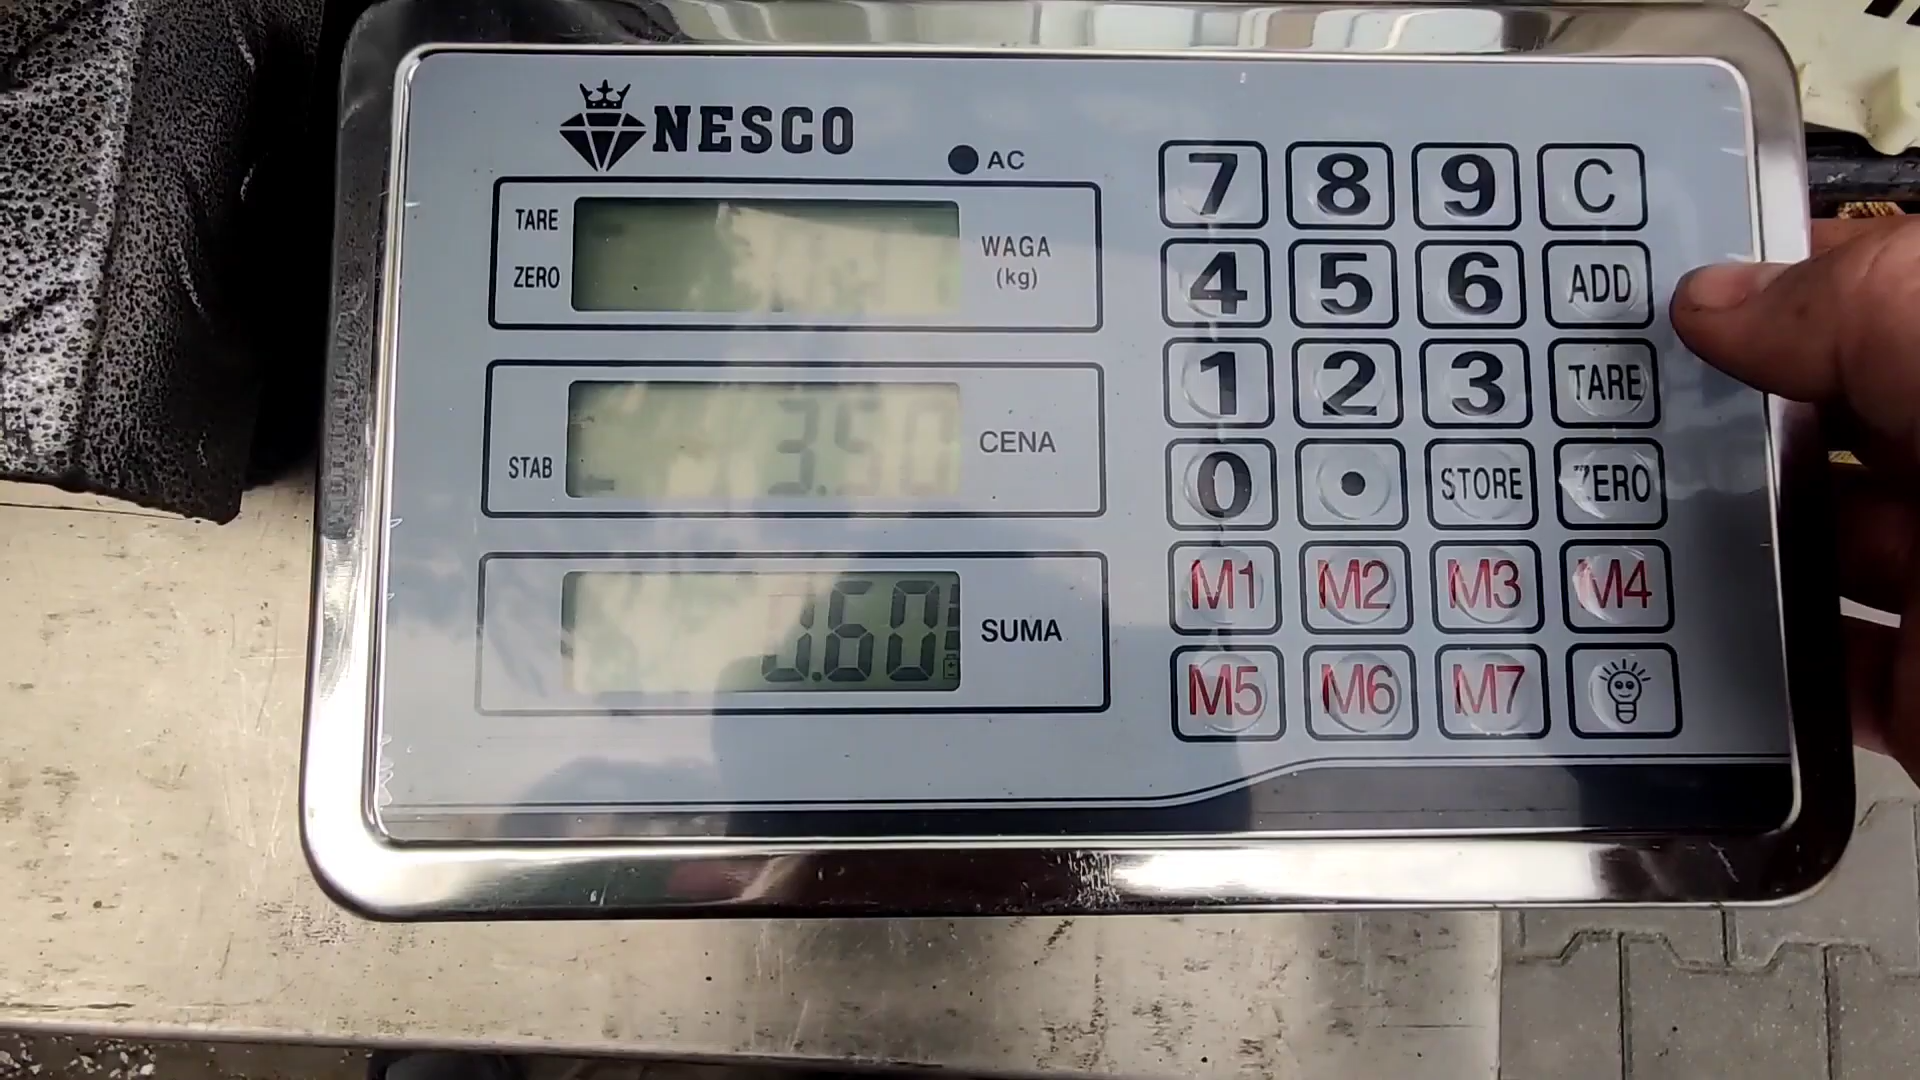 NESCO
AC
TARE
ZERO
WAGA
(kg)
STAB
3.50
CENA
SUMA
7 8 9 C
4 5 6 ADD
1 2 3 TARE
0 . STORE ZERO
M1 M2 M3 M4
M5 M6 M7